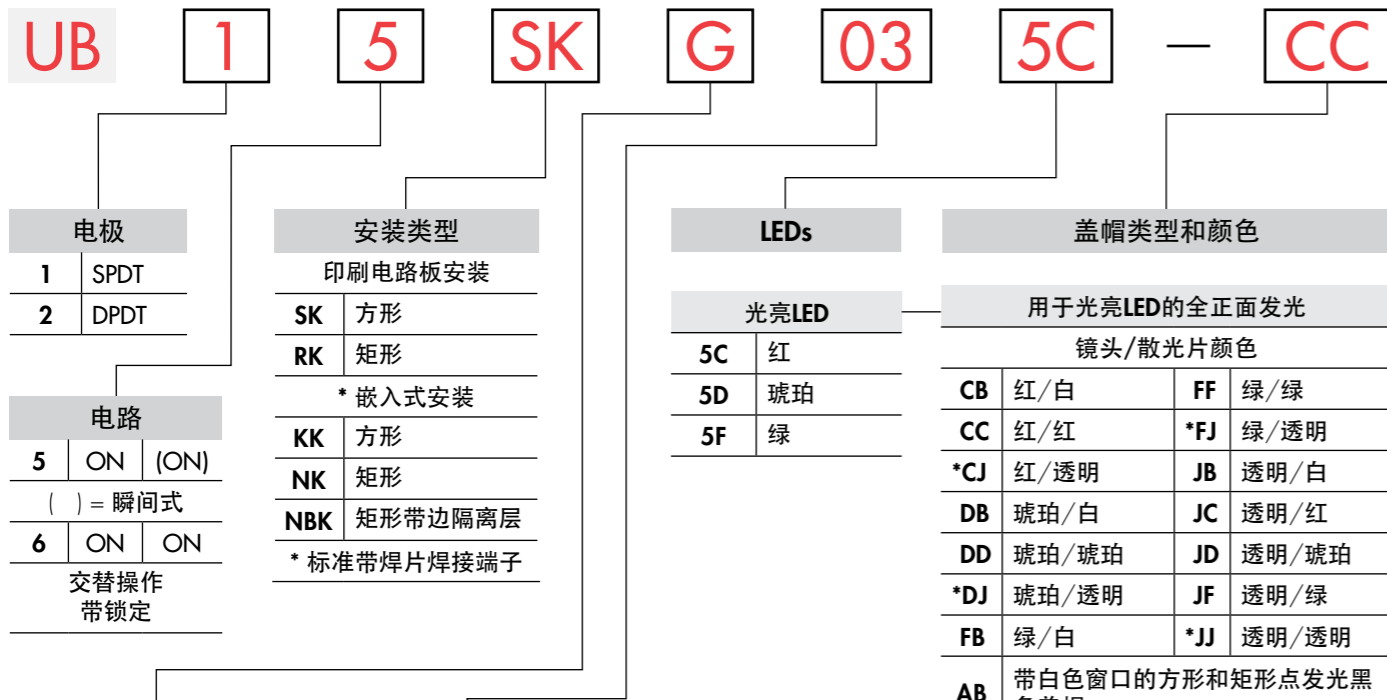 UB 1 5 SK G 03 5C — CC
电极
1 SPDT
2 DPDT
电路
5 ON (ON)
( ) = 瞬间式
6 ON ON
交替操作
带锁定
安装类型
印刷电路板安装
SK 方形
RK 矩形
* 嵌入式安装
KK 方形
NK 矩形
NBK 矩形带边隔离层
* 标准带焊片焊接端子
LEDs
光亮LED
5C 红
5D 琥珀
5F 绿
盖帽类型和颜色
用于光亮LED的全正面发光
镜头/散光片颜色
CB 红/白 FF 绿/绿
CC 红/红 *FJ 绿/透明
*CJ 红/透明 JB 透明/白
DB 琥珀/白 JC 透明/红
DD 琥珀/琥珀 JD 透明/琥珀
*DJ 琥珀/透明 JF 透明/绿
FB 绿/白 *JJ 透明/透明
AB 带白色窗口的方形和矩形点发光黑